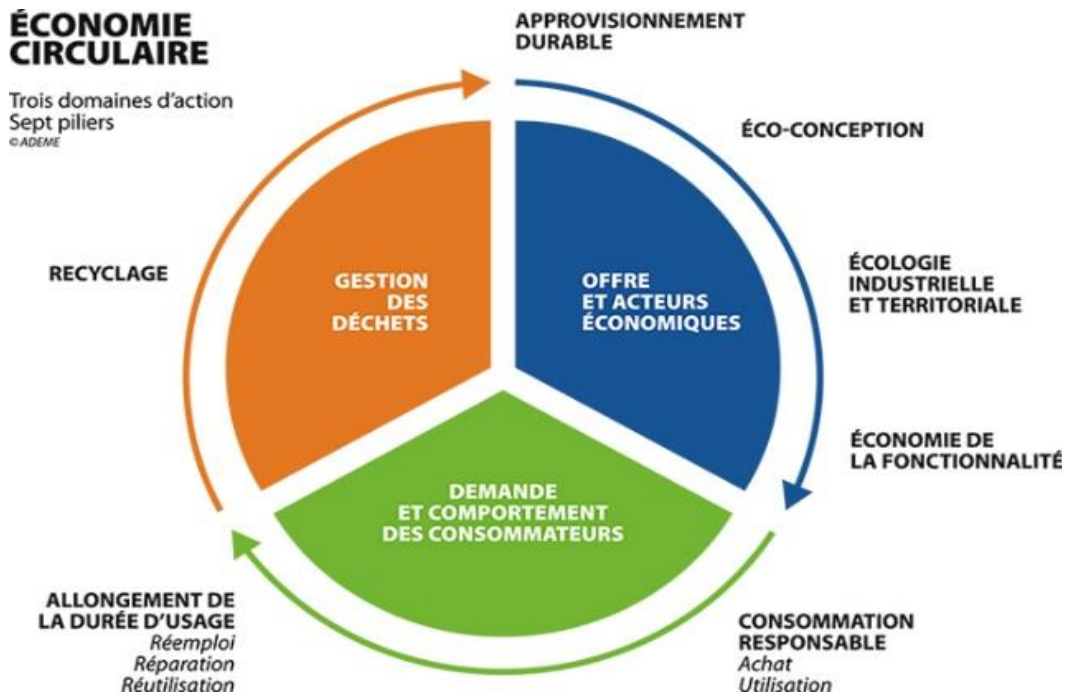 ÉCONOMIE
CIRCULAIRE
Trois domaines d'action
Sept piliers
© ADEME
APPROVISIONNEMENT
DURABLE
ÉCO-CONCEPTION
ÉCOLOGIE
INDUSTRIELLE
ET TERRITORIALE
ÉCONOMIE DE
LA FONCTIONNALITÉ
CONSOMMATION
RESPONSABLE
Achat
Utilisation
ALLONGEMENT DE
LA DURÉE D'USAGE
Réemploi
Réparation
Réutilisation
RECYCLAGE
GESTION
DES
DÉCHETS
OFFRE
ET ACTEURS
ÉCONOMIQUES
DEMANDE
ET COMPORTEMENT
DES CONSOMMATEURS